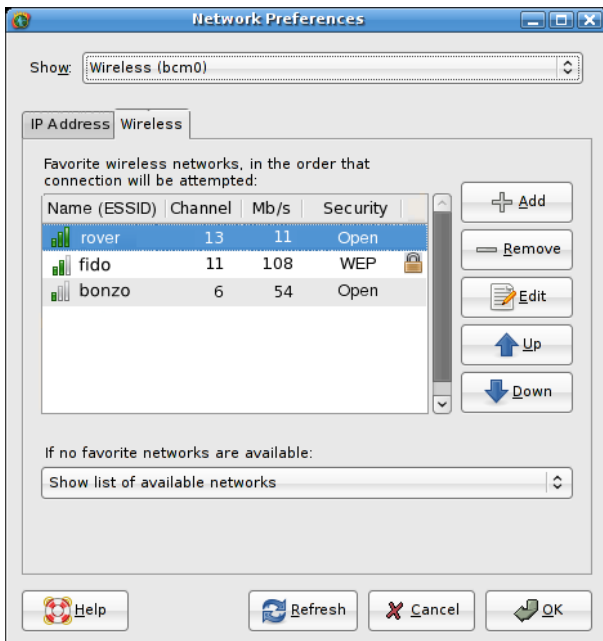 Network Preferences
Show: Wireless (bcm0)
IP Address Wireless
Favorite wireless networks, in the order that
connection will be attempted:
Name (ESSID) Channel Mb/s Security
rover 13 11 Open
fido 11 108 WEP
bonzo 6 54 Open
Add
Remove
Edit
Up
Down
If no favorite networks are available:
Show list of available networks
Help Refresh Cancel OK